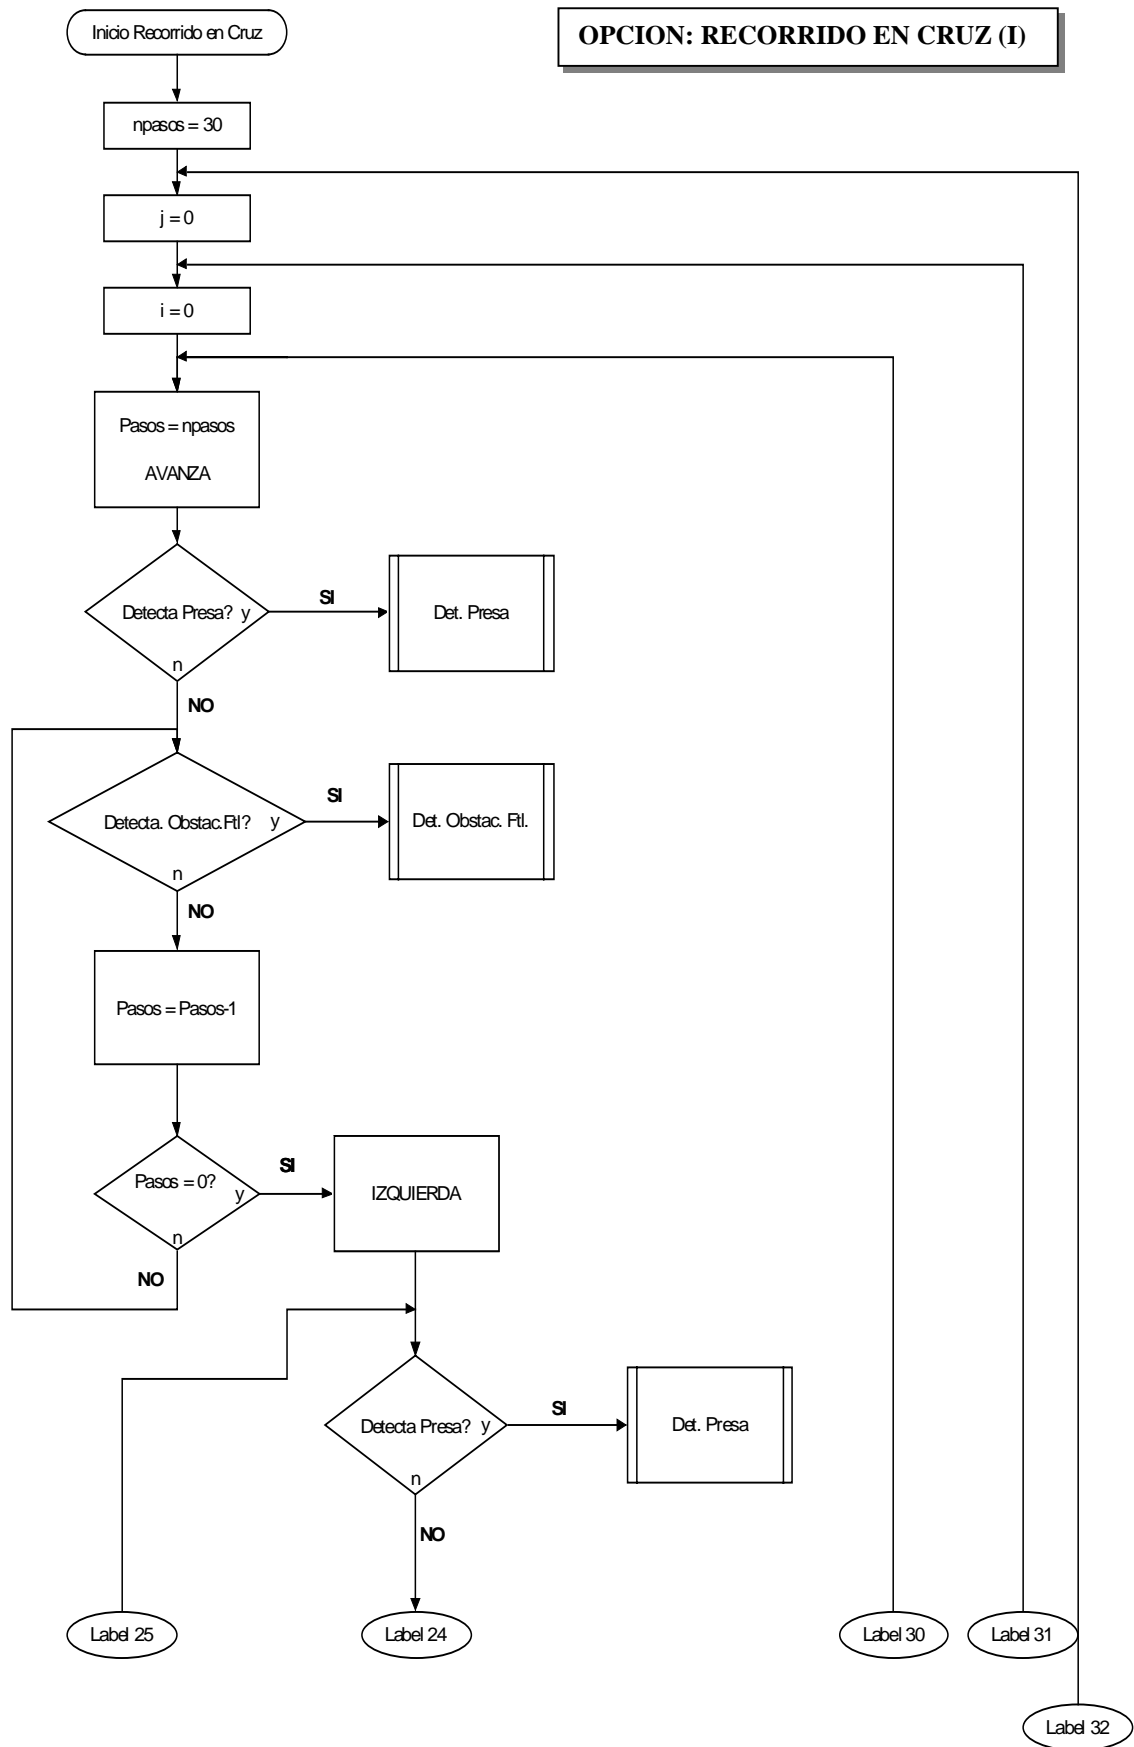 Inicio Recorrido en Cruz
OPCION: RECORRIDO EN CRUZ (I)
npasos = 30
j = 0
i = 0
Pasos = npasos
AVANZA
Detecta Presa? y
n
SI
Det. Presa
NO
Detecta. Obstac.Ftl? y
n
SI
Det. Obstac. Ftl.
NO
Pasos = Pasos-1
Pasos = 0?
y
n
SI
IZQUIERDA
NO
Detecta Presa? y
n
SI
Det. Presa
NO
Label 25
Label 24
Label 30
Label 31
Label 32